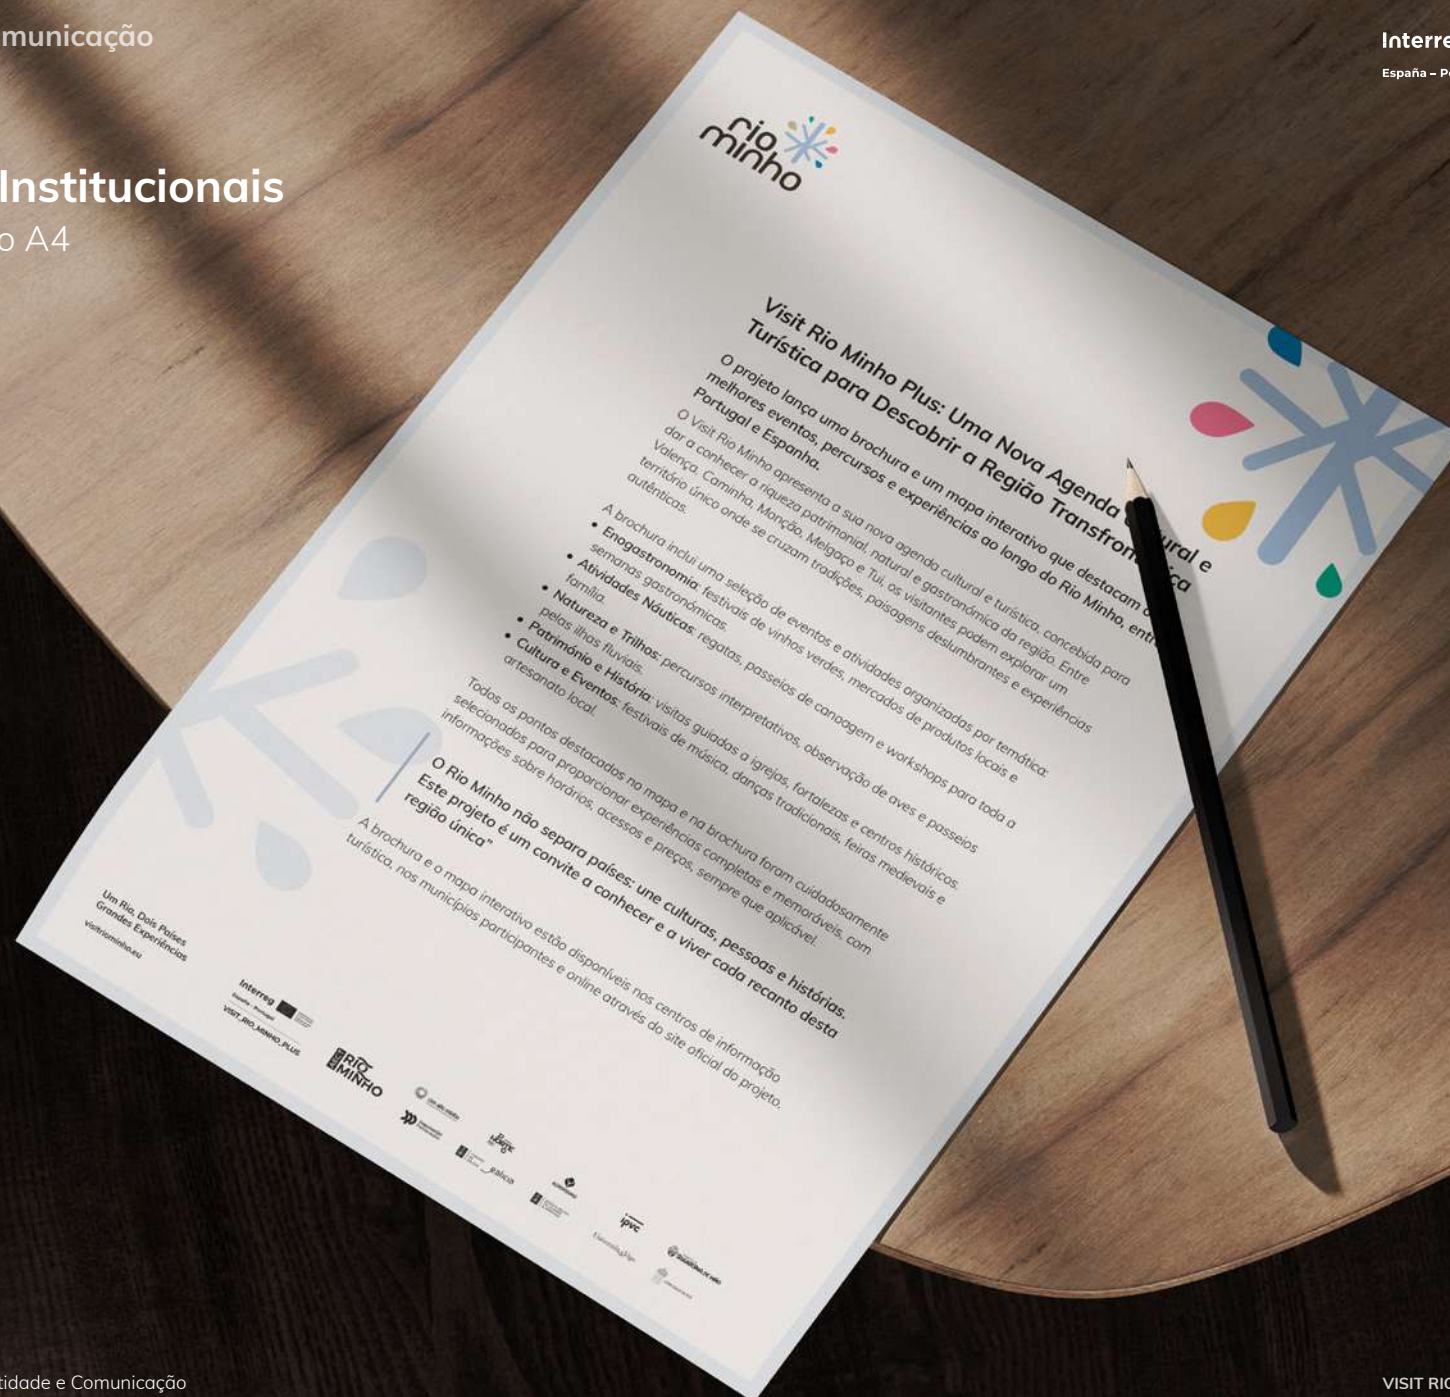 municação
Interre
España – P
Institucionais
o A4
rio
minho
Visit Rio Minho Plus: Uma Nova Agenda ural e
Turística para Descobrir a Região Transfron ica
O projeto lança uma brochura e um mapa interativo que destacam o
melhores eventos, percursos e experiências ao longo do Rio Minho, entr
Portugal e Espanha.
O Visit Rio Minho apresenta a sua nova agenda cultural e turística, concebida para
dar a conhecer a riqueza patrimonial, natural e gastronómica da região. Entre
Valença, Caminha, Monção, Melgaço e Tui, os visitantes podem explorar um
território único onde se cruzam tradições, paisagens deslumbrantes e experiências
autênticas.
A brochura inclui uma seleção de eventos e atividades organizadas por temática:
• Enogastronomia: festivais de vinhos verdes, mercados de produtos locais e
semanas gastronómicas.
• Atividades Náuticas: regatas, passeios de canoagem e workshops para toda a
família.
• Natureza e Trilhos: percursos interpretativos, observação de aves e passeios
pelas ilhas fluviais.
• Património e História: visitas guiadas a igrejas, fortalezas e centros históricos.
• Cultura e Eventos: festivais de música, danças tradicionais, feiras medievais e
artesanato local.
Todos os pontos destacados no mapa e na brochura foram cuidadosamente
selecionados para proporcionar experiências completas e memoráveis, com
informações sobre horários, acessos e preços, sempre que aplicável.
O Rio Minho não separa países: une culturas, pessoas e histórias.
Este projeto é um convite a conhecer e a viver cada recanto desta
região única"
A brochura e o mapa interativo estão disponíveis nos centros de informação
turística, nos municípios participantes e online através do site oficial do projeto.
Um Rio, Dois Países
Grandes Experiências
visitriominho.eu
Interreg
España – Portugal
VISIT_RIO_MINHO_PLUS
RIO
MINHO
galicia
ipvc
tidade e Comunicação
VISIT RIO